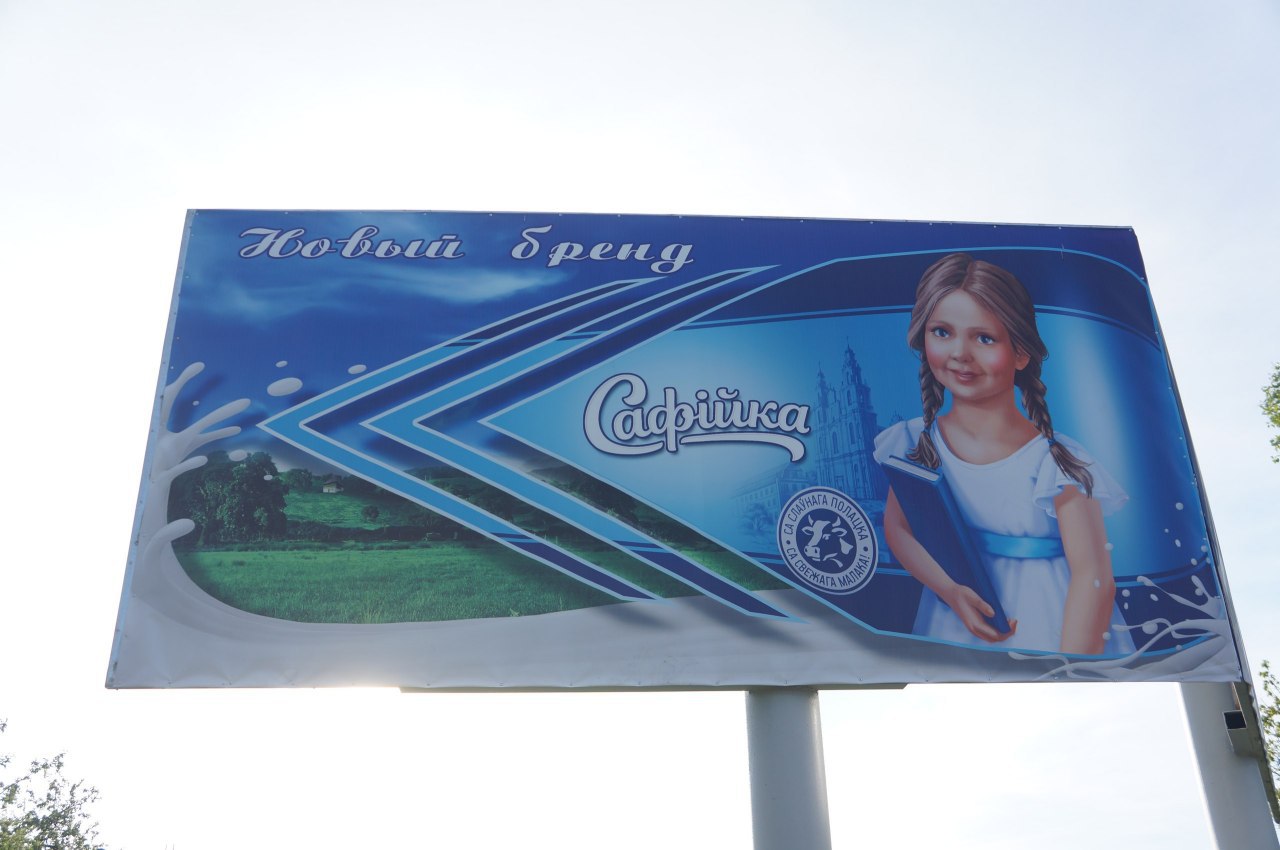 Новый бренд
Сафійка
СА СЛАЎНАГА ПОЛАЦКА
СА СВЕЖАГА МАЛАКА!